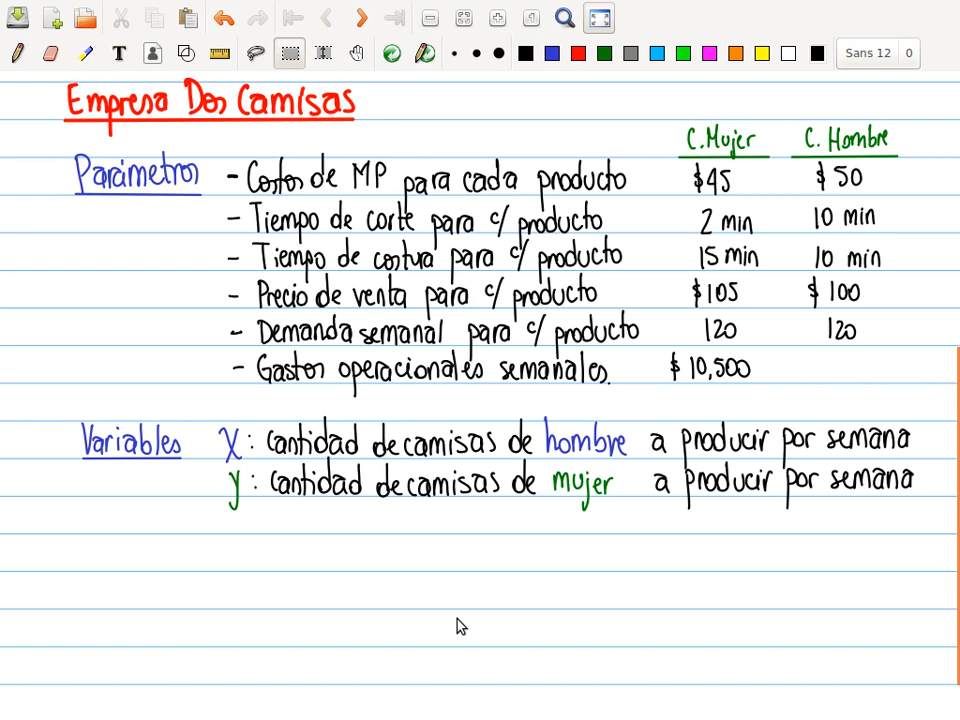 Sans 12 0
Empresa Dos Camisas
C. Mujer C. Hombre
Parámetros - Costos de MP para cada producto $45 $50
- Tiempo de corte para c/ producto 2 min 10 min
- Tiempo de costura para c/ producto 15 min 10 min
- Precio de venta para c/ producto $105 $100
- Demanda semanal para c/ producto 120 120
- Gastos operacionales semanales. $10,500
Variables X: cantidad de camisas de hombre a producir por semana
y: cantidad de camisas de mujer a producir por semana